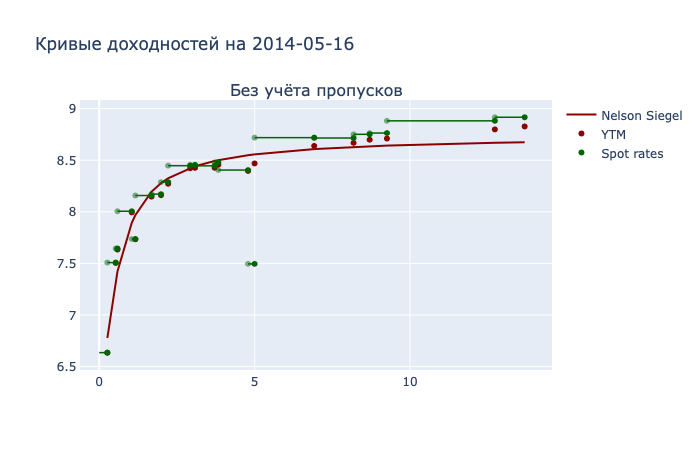 Кривые доходностей на 2014-05-16
Без учёта пропусков
Nelson Siegel
YTM
Spot rates
9
8.5
8
7.5
7
6.5
0
5
10